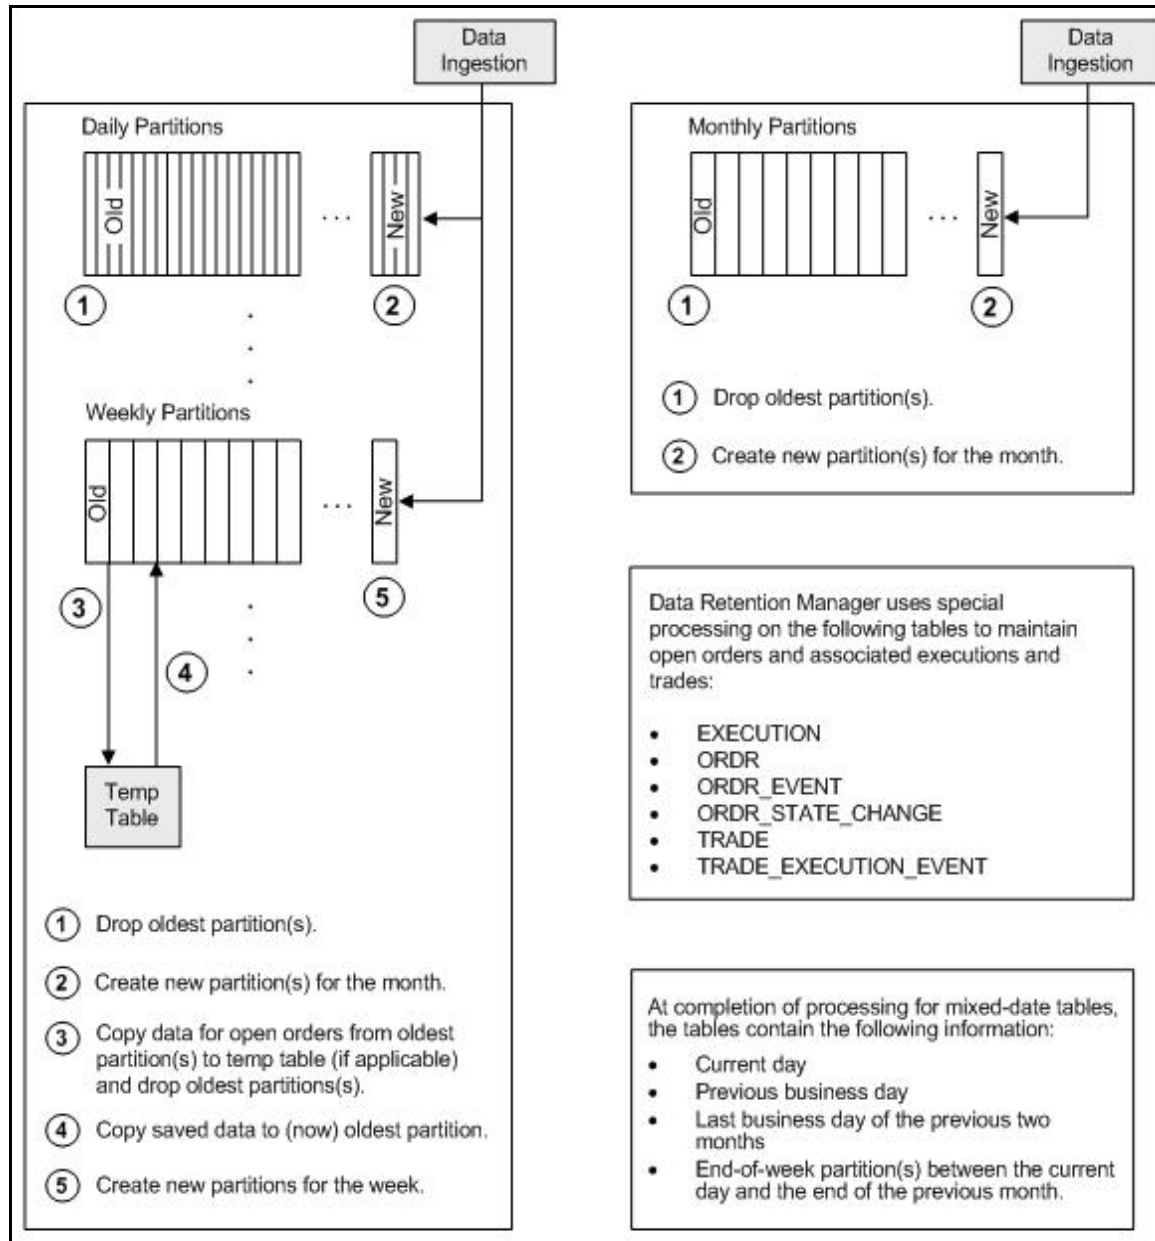 Data
Ingestion
Daily Partitions
Old
...
New
1
2
Weekly Partitions
Old
...
New
3
4
5
Temp
Table
1 Drop oldest partition(s).
2 Create new partition(s) for the month.
3 Copy data for open orders from oldest
partition(s) to temp table (if applicable)
and drop oldest partitions(s).
4 Copy saved data to (now) oldest partition.
5 Create new partitions for the week.
Data
Ingestion
Monthly Partitions
Old
...
New
1
2
1 Drop oldest partition(s).
2 Create new partition(s) for the month.
Data Retention Manager uses special
processing on the following tables to maintain
open orders and associated executions and
trades:
• EXECUTION
• ORDR
• ORDR_EVENT
• ORDR_STATE_CHANGE
• TRADE
• TRADE_EXECUTION_EVENT
At completion of processing for mixed-date tables,
the tables contain the following information:
• Current day
• Previous business day
• Last business day of the previous two
months
• End-of-week partition(s) between the current
day and the end of the previous month.